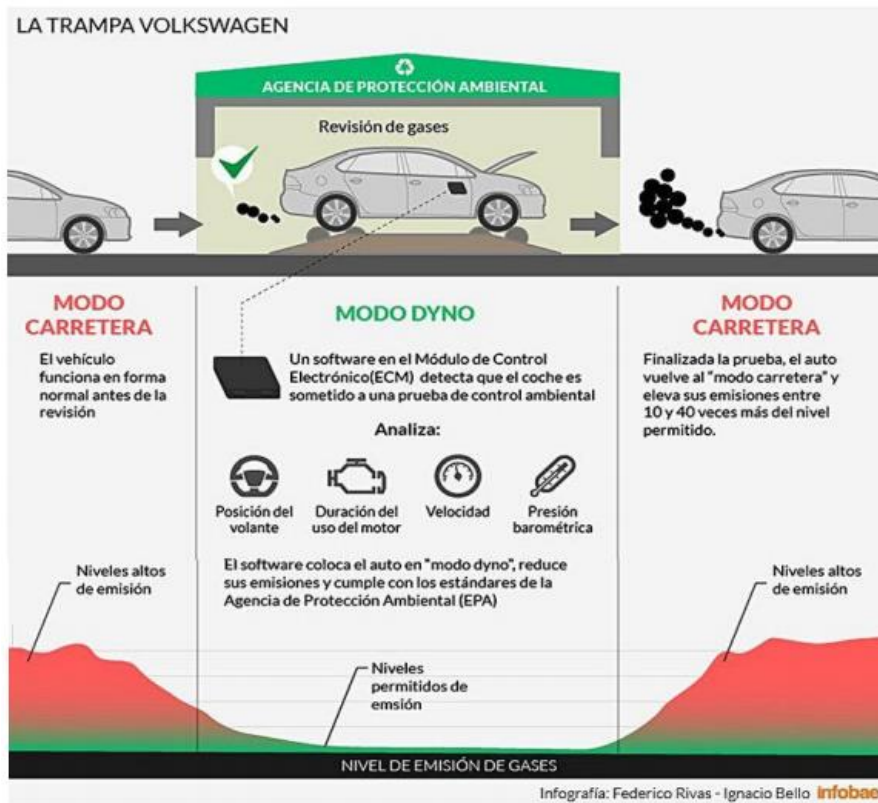 LA TRAMPA VOLKSWAGEN
AGENCIA DE PROTECCIÓN AMBIENTAL
Revisión de gases
MODO
CARRETERA
El vehículo
funciona en forma
normal antes de la
revisión
MODO DYNO
Un software en el Módulo de Control
Electrónico(ECM) detecta que el coche es
sometido a una prueba de control ambiental
Analiza:
Posición del
volante
Duración del
uso del motor
Velocidad
Presión
barométrica
El software coloca el auto en "modo dyno", reduce
sus emisiones y cumple con los estándares de la
Agencia de Protección Ambiental (EPA)
MODO
CARRETERA
Finalizada la prueba, el auto
vuelve al "modo carretera" y
eleva sus emisiones entre
10 y 40 veces más del nivel
permitido.
Niveles altos
de emisión
Niveles
permitidos de
emsión
Niveles altos
de emisión
NIVEL DE EMISIÓN DE GASES
Infografía: Federico Rivas - Ignacio Bello infobae